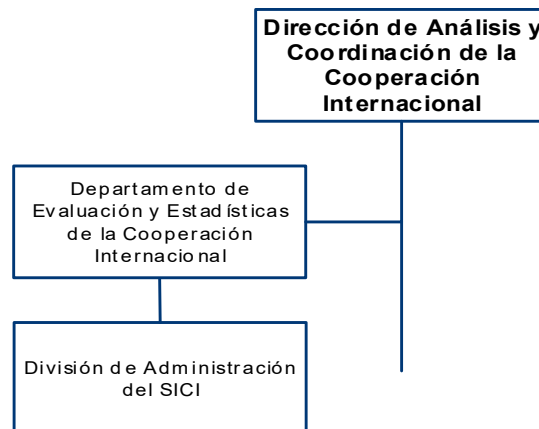 Dirección de Análisis y
Coordinación de la
Cooperación
Internacional
Departamento de
Evaluación y Estadísticas
de la Cooperación
Internacional
División de Administración
del SICI